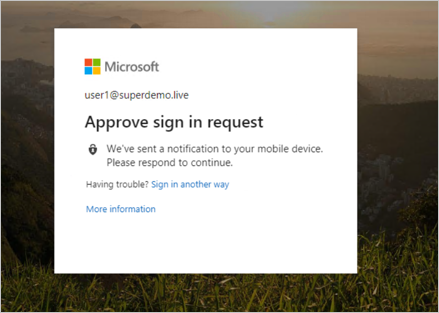 Microsoft
user1@superdemo.live
Approve sign in request
We've sent a notification to your mobile device.
Please respond to continue.
Having trouble? Sign in another way
More information